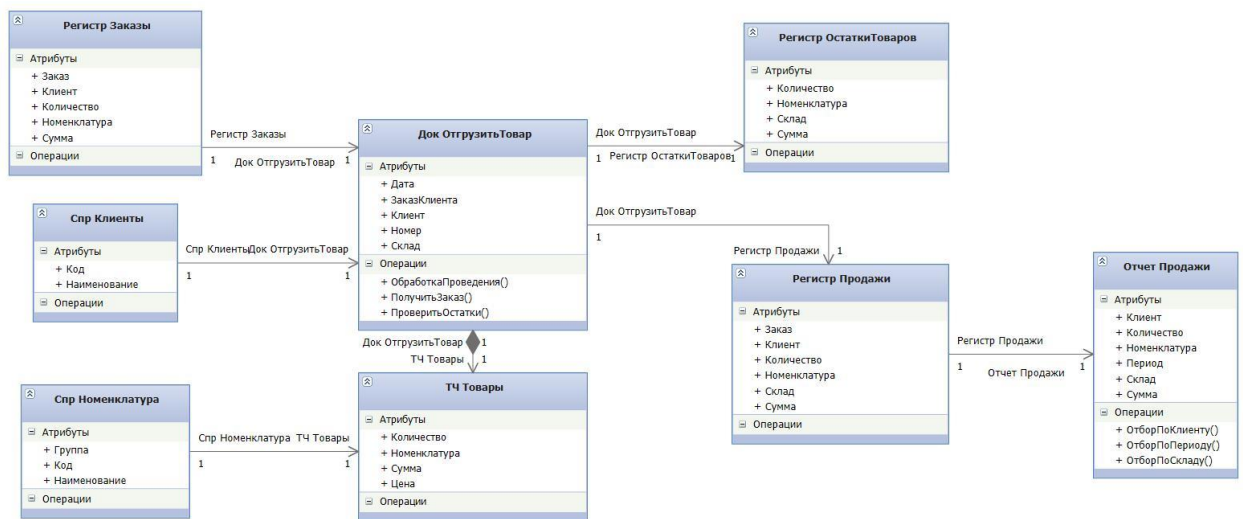 Регистр Заказы
Атрибуты
+ Заказ
+ Клиент
+ Количество
+ Номенклатура
+ Сумма
Операции
Регистр Заказы
1 Док ОтгрузитьТовар 1
Спр Клиенты
Атрибуты
+ Код
+ Наименование
Операции
Спр Клиенты Док ОтгрузитьТовар
1 1
Спр Номенклатура
Атрибуты
+ Группа
+ Код
+ Наименование
Операции
Спр Номенклатура ТЧ Товары
1 1
Док ОтгрузитьТовар
Атрибуты
+ Дата
+ ЗаказКлиента
+ Клиент
+ Номер
+ Склад
Операции
+ ОбработкаПроведения()
+ ПолучитьЗаказ()
+ ПроверитьОстатки()
Док ОтгрузитьТовар 1
ТЧ Товары 1
ТЧ Товары
Атрибуты
+ Количество
+ Номенклатура
+ Сумма
+ Цена
Операции
Док ОтгрузитьТовар
1 Регистр ОстаткиТоваров 1
Регистр ОстаткиТоваров
Атрибуты
+ Количество
+ Номенклатура
+ Склад
+ Сумма
Операции
Док ОтгрузитьТовар
1
Регистр Продажи 1
Регистр Продажи
Атрибуты
+ Заказ
+ Клиент
+ Количество
+ Номенклатура
+ Склад
+ Сумма
Операции
Регистр Продажи
1 Отчет Продажи 1
Отчет Продажи
Атрибуты
+ Клиент
+ Количество
+ Номенклатура
+ Период
+ Склад
+ Сумма
Операции
+ ОтборПоКлиенту()
+ ОтборПоПериоду()
+ ОтборПоСкладу()